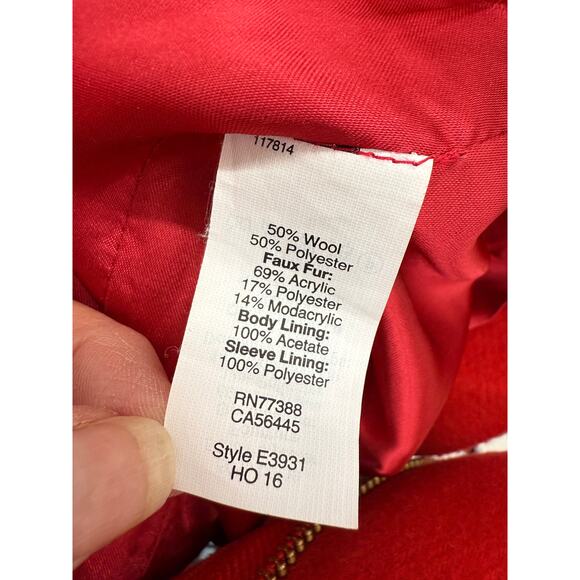 117814
50% Wool
50% Polyester
Faux Fur:
69% Acrylic
17% Polyester
14% Modacrylic
Body Lining:
100% Acetate
Sleeve Lining:
100% Polyester
RN77388
CA56445
Style E3931
HO 16